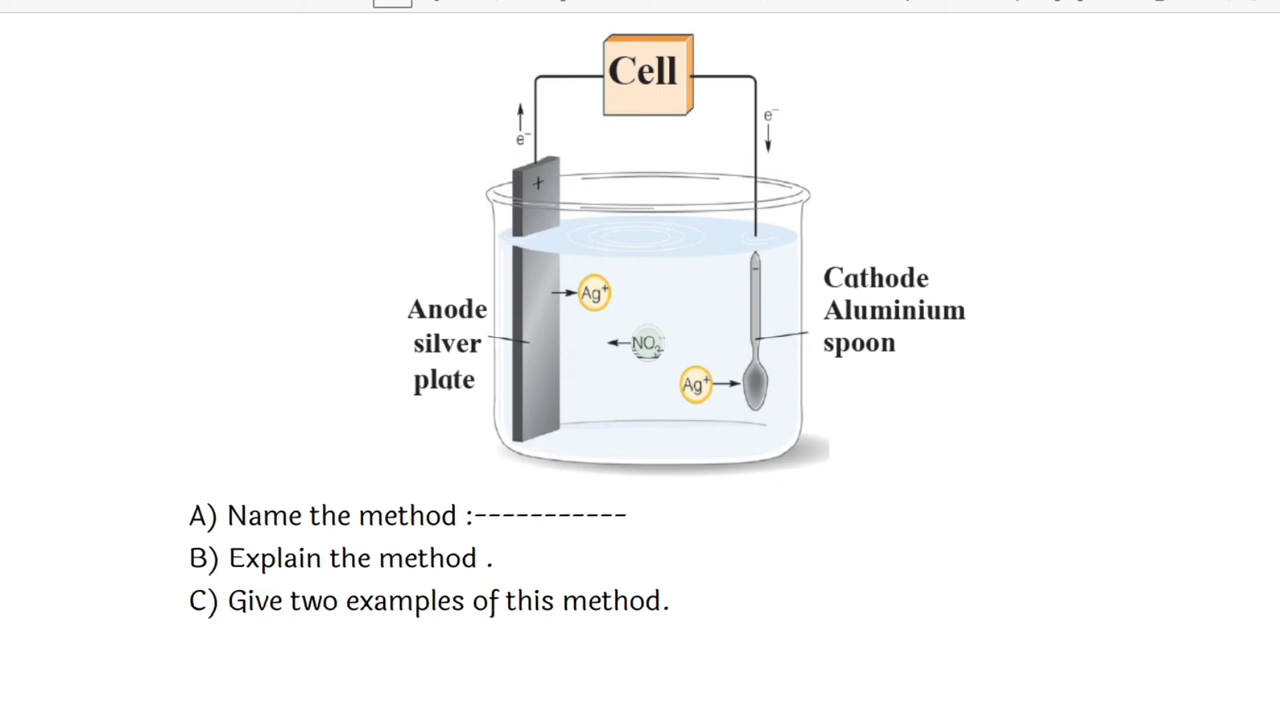 Cell
e⁻
e⁻
+
Ag⁺
Anode
silver
plate
NO₃⁻
Ag⁺
-
Cathode
Aluminium
spoon
A) Name the method :-----------
B) Explain the method .
C) Give two examples of this method.